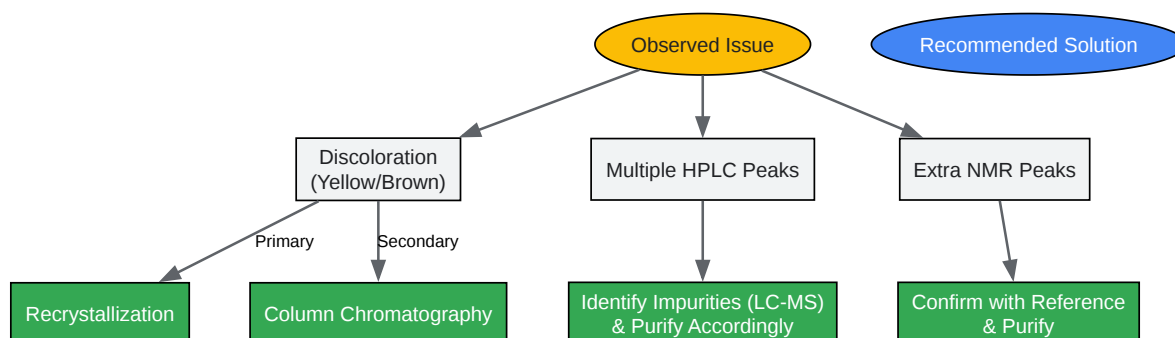 Observed Issue
Recommended Solution
Discoloration
(Yellow/Brown)
Multiple HPLC Peaks
Extra NMR Peaks
Primary
Secondary
Recrystallization
Column Chromatography
Identify Impurities (LC-MS)
& Purify Accordingly
Confirm with Reference
& Purify